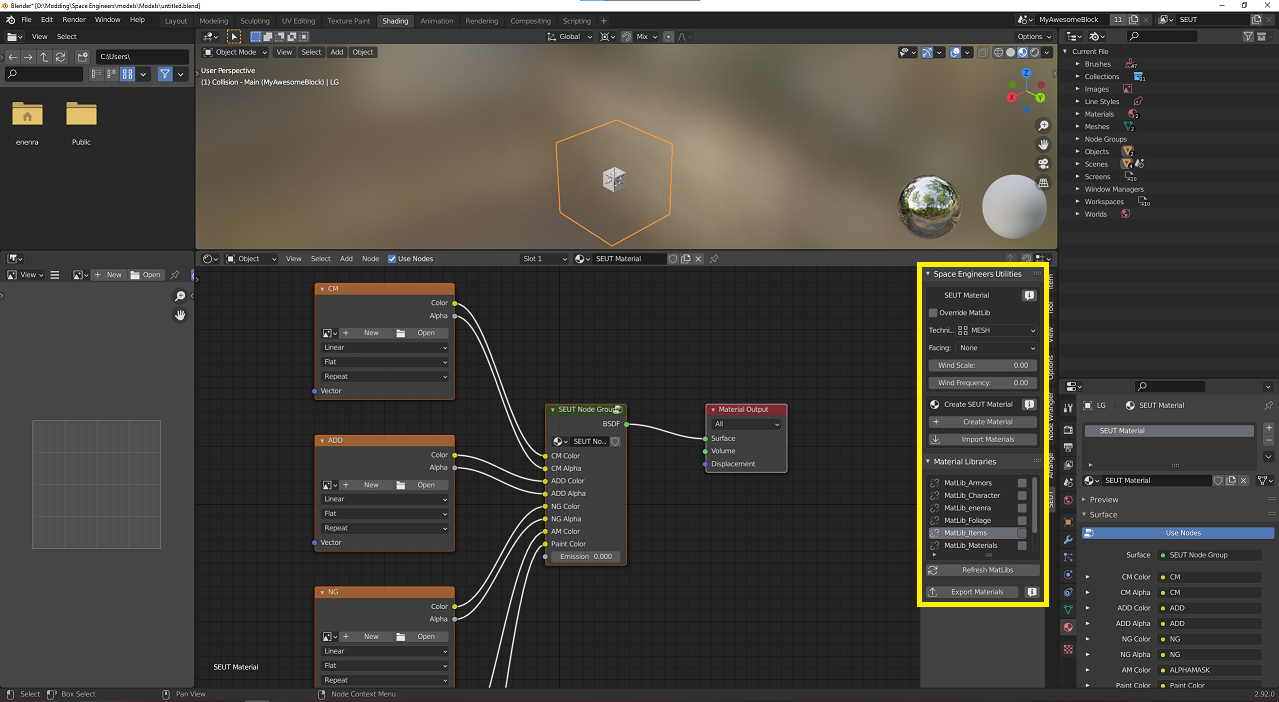 Blender* [D:\Modding\Space Engineers\models\Models\untitled.blend]
File Edit Render Window Help
Layout Modeling Sculpting UV Editing Texture Paint Shading Animation Rendering Compositing Scripting +
MyAwesomeBlock 11 SEUT
View Select
Global Mix
Options
C:\Users\
enenra Public
Object Mode View Select Add Object
User Perspective
(1) Collision - Main (MyAwesomeBlock) | LG
Z
X Y
Current File
Brushes 47
Collections 11
Images
Line Styles
Materials 2
Meshes 2
Node Groups
Objects 2
Scenes 4
Screens 20
Window Managers
Workspaces 10
Worlds
View New Open
Object View Select Add Node Use Nodes Slot 1 SEUT Material
CM
Color
Alpha
New Open
Linear
Flat
Repeat
Vector
ADD
Color
Alpha
New Open
Linear
Flat
Repeat
Vector
NG
Color
Alpha
New Open
Linear
Flat
Repeat
SEUT Material
SEUT Node Group
BSDF
SEUT No...
CM Color
CM Alpha
ADD Color
ADD Alpha
NG Color
NG Alpha
AM Color
Paint Color
Emission 0.000
Material Output
All
Surface
Volume
Displacement
Space Engineers Utilities
SEUT Material
Override MatLib
Techni.. MESH
Facing: None
Wind Scale: 0.00
Wind Frequency: 0.00
Create SEUT Material
Create Material
Import Materials
Material Libraries
MatLib_Armors
MatLib_Character
MatLib_enenra
MatLib_Foliage
MatLib_Items
MatLib_Materials
Refresh MatLibs
Export Materials
Item
Tool
View
Options
Node Wrangler
Arrange
SEUT
LG SEUT Material
SEUT Material
SEUT Material
Preview
Surface
Use Nodes
Surface SEUT Node Group
CM Color CM
CM Alpha CM
ADD Color ADD
ADD Alpha ADD
NG Color NG
NG Alpha NG
AM Color ALPHAMASK
Paint Color Paint Color
Select Box Select Pan View Node Context Menu 2.92.0